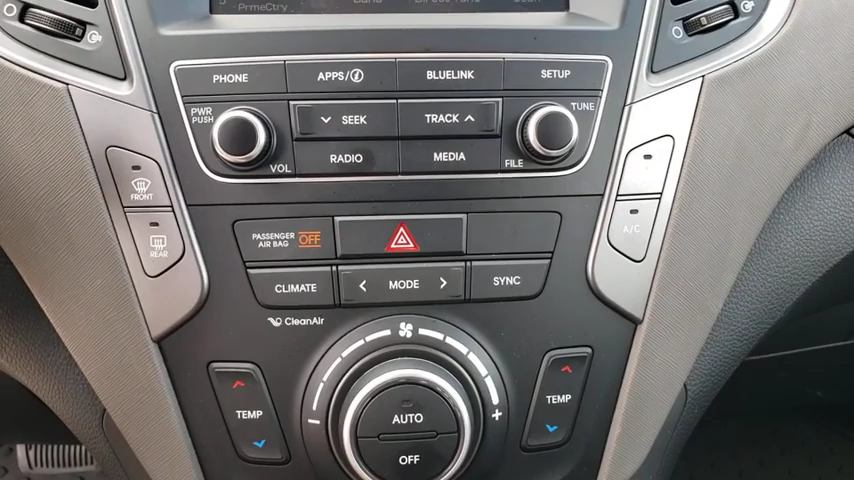 PrmeCtry
PHONE APPS/i BLUELINK SETUP
PWR PUSH SEEK TRACK TUNE
VOL RADIO MEDIA FILE
FRONT
REAR
A/C
PASSENGER AIR BAG OFF
CLIMATE MODE SYNC
CleanAir
TEMP AUTO TEMP
OFF